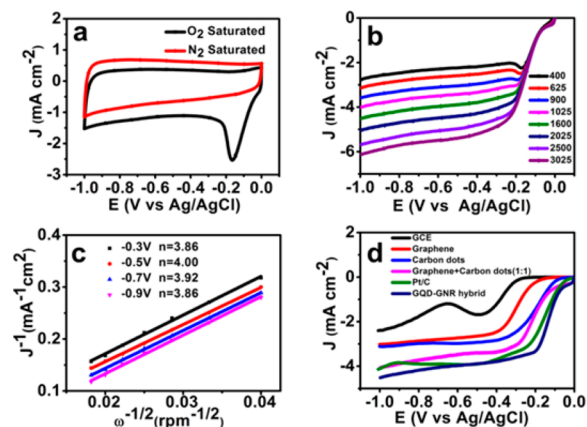 a
O2 Saturated
N2 Saturated
J (mA cm-2)
1
0
-1
-2
-3
-1.0 -0.8 -0.6 -0.4 -0.2 0.0
E (V vs Ag/AgCl)
b
J (mA cm-2)
0
-2
-4
-6
400
625
900
1025
1600
2025
2500
3025
-1.0 -0.8 -0.6 -0.4 -0.2 0.0
E (V vs Ag/AgCl)
c
J-1(mA-1cm2)
0.4
0.3
0.2
0.1
-0.3V n=3.86
-0.5V n=4.00
-0.7V n=3.92
-0.9V n=3.86
0.02 0.03 0.04
ω-1/2(rpm-1/2)
d
J (mA cm-2)
2
0
-2
-4
GCE
Graphene
Carbon dots
Graphene+Carbon dots(1:1)
Pt/C
GQD-GNR hybrid
-1.0 -0.8 -0.6 -0.4 -0.2 0.0
E (V vs Ag/AgCl)